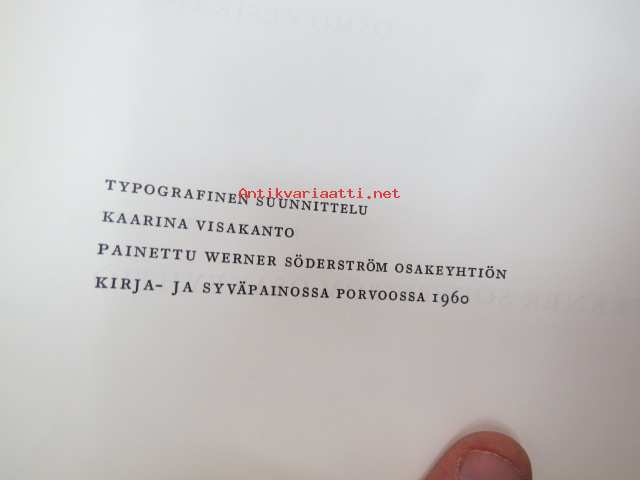 TYPOGRAFINEN SUUNNITTELU
Antikvariaatti.net
KAARINA VISAKANTO
PAINETTU WERNER SÖDERSTRÖM OSAKEYHTIÖN
KIRJA- JA SYVÄPAINOSSA PORVOOSSA 1960